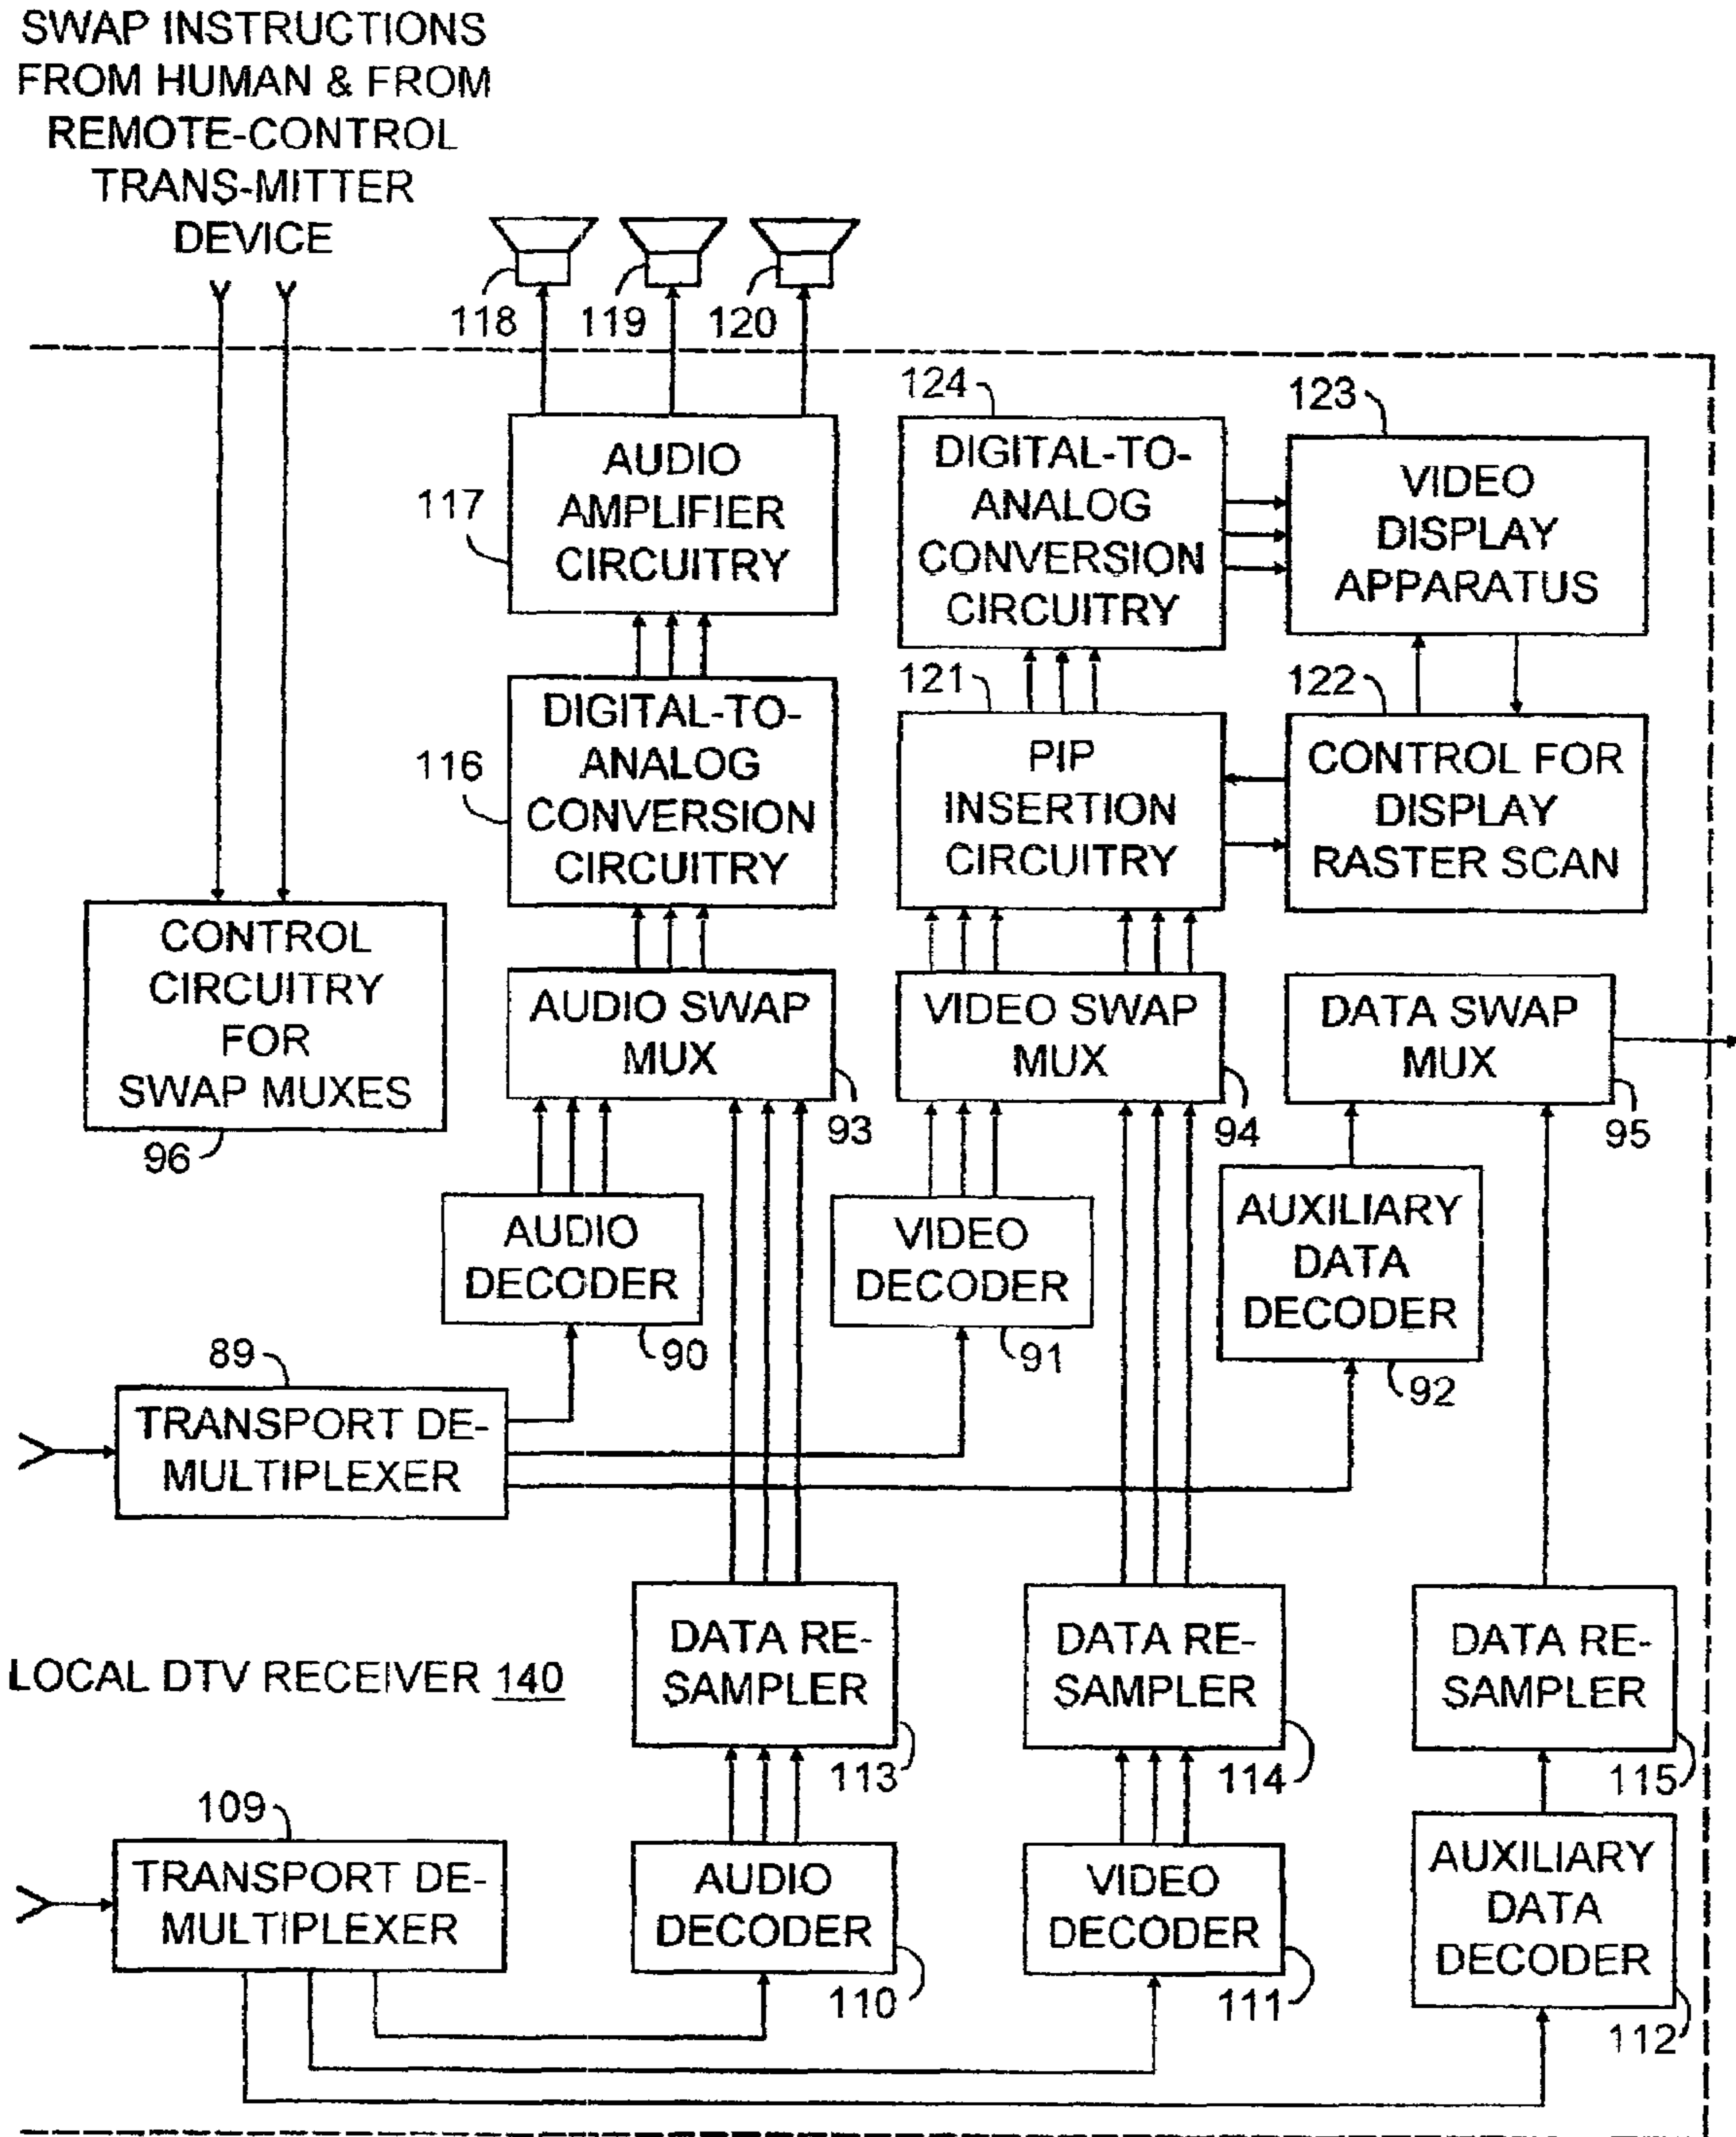 SWAP INSTRUCTIONS
FROM HUMAN & FROM
REMOTE-CONTROL
TRANS-MITTER
DEVICE
118
119
120
124
123
AUDIO
AMPLIFIER
CIRCUITRY
117
DIGITAL-TO-
ANALOG
CONVERSION
CIRCUITRY
VIDEO
DISPLAY
APPARATUS
121
122
DIGITAL-TO-
ANALOG
CONVERSION
CIRCUITRY
116
PIP
INSERTION
CIRCUITRY
CONTROL FOR
DISPLAY
RASTER SCAN
CONTROL
CIRCUITRY
FOR
SWAP MUXES
96
AUDIO SWAP
MUX
93
VIDEO SWAP
MUX
94
DATA SWAP
MUX
95
AUDIO
DECODER
90
VIDEO
DECODER
91
AUXILIARY
DATA
DECODER
92
89
TRANSPORT DE-
MULTIPLEXER
LOCAL DTV RECEIVER 140
DATA RE-
SAMPLER
113
DATA RE-
SAMPLER
114
DATA RE-
SAMPLER
115
109
TRANSPORT DE-
MULTIPLEXER
AUDIO
DECODER
110
VIDEO
DECODER
111
AUXILIARY
DATA
DECODER
112